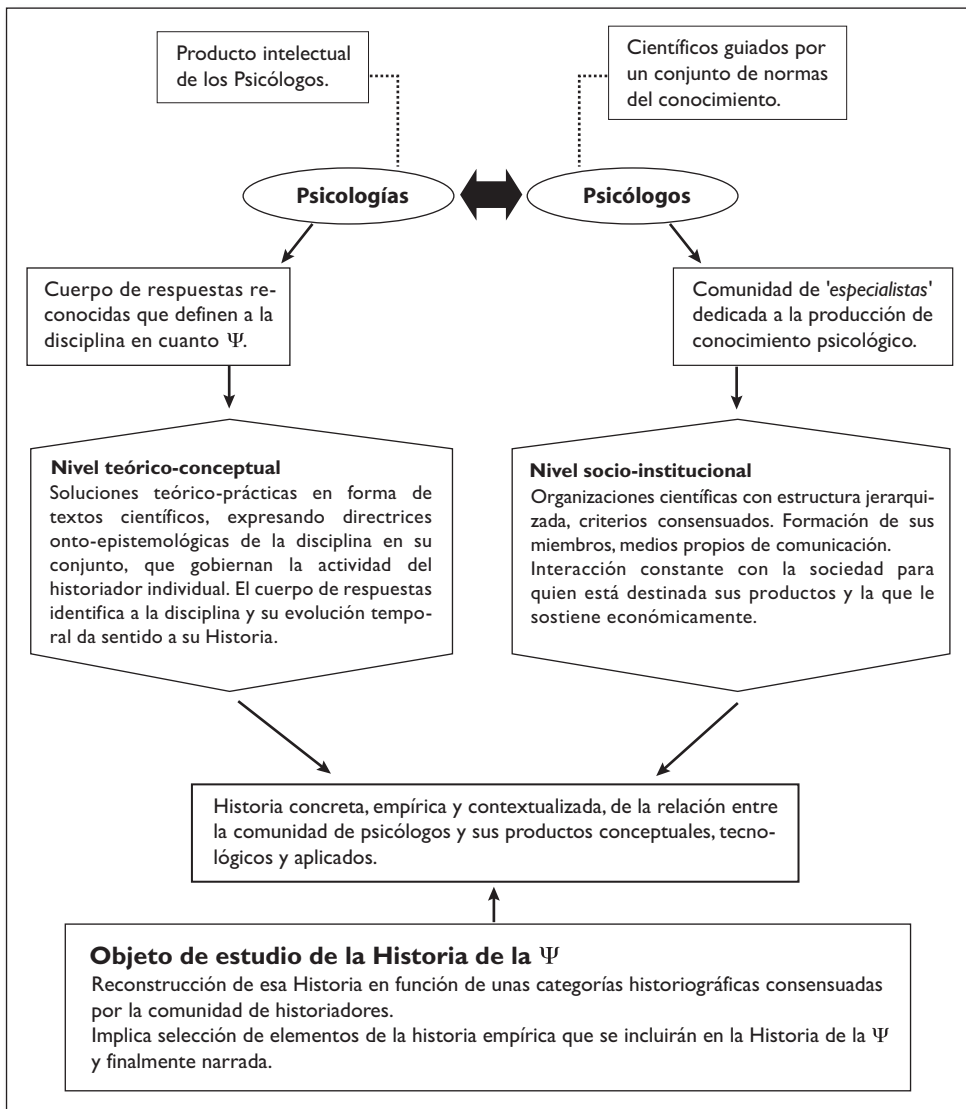 Producto intelectual
de los Psicólogos.
Científicos guiados por
un conjunto de normas
del conocimiento.
Psicologías
Psicólogos
Cuerpo de respuestas re-
conocidas que definen a la
disciplina en cuanto Ψ.
Comunidad de 'especialistas'
dedicada a la producción de
conocimiento psicológico.
Nivel teórico-conceptual
Soluciones teórico-prácticas en forma de
textos científicos, expresando directrices
onto-epistemológicas de la disciplina en su
conjunto, que gobiernan la actividad del
historiador individual. El cuerpo de respuestas
identifica a la disciplina y su evolución tempo-
ral da sentido a su Historia.
Nivel socio-institucional
Organizaciones científicas con estructura jerarqui-
zada, criterios consensuados. Formación de sus
miembros, medios propios de comunicación.
Interacción constante con la sociedad para
quien está destinada sus productos y la que le
sostiene económicamente.
Historia concreta, empírica y contextualizada, de la relación entre
la comunidad de psicólogos y sus productos conceptuales, tecno-
lógicos y aplicados.
Objeto de estudio de la Historia de la Ψ
Reconstrucción de esa Historia en función de unas categorías historiográficas consensuadas
por la comunidad de historiadores.
Implica selección de elementos de la historia empírica que se incluirán en la Historia de la Ψ
y finalmente narrada.